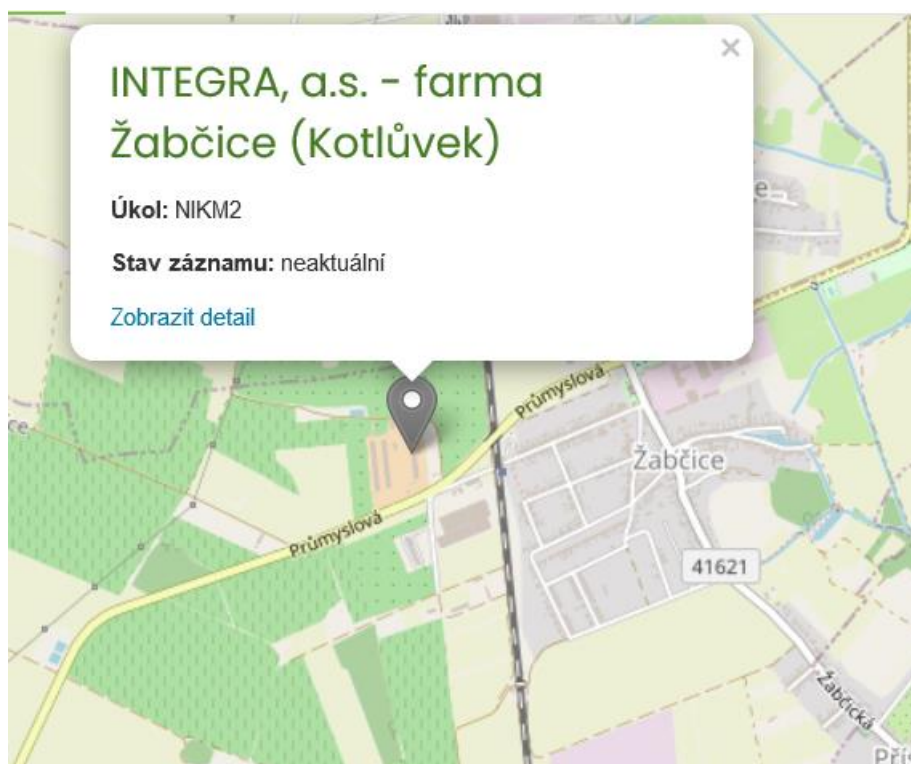 ×
INTEGRA, a.s. - farma
Žabčice (Kotlůvek)
Úkol: NIKM2
Stav záznamu: neaktuální
Zobrazit detail
Průmyslová
Žabčice
Průmyslová
41621
Žabčická